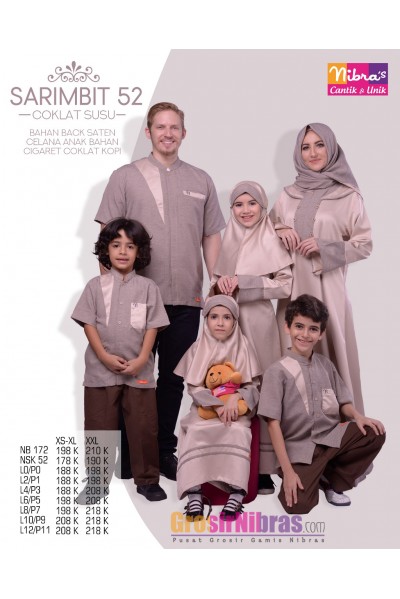 Nibra's
Cantik & Unik
SARIMBIT 52
COKLAT SUSU
BAHAN BACK SATEN
CELANA ANAK BAHAN
CIGARET COKLAT KOPI
XS-XL XXL
NB 172 198 K 210 K
NSK 52 178 K 190 K
L0/P0 188 K 198 K
L2/P1 188 K 198 K
L4/P3 188 K 208 K
L6/P5 198 K 208 K
L8/P7 198 K 218 K
L10/P9 208 K 218 K
L12/P11 208 K 218 K
GrosirNibras.com
Pusat Grosir Gamis Nibras